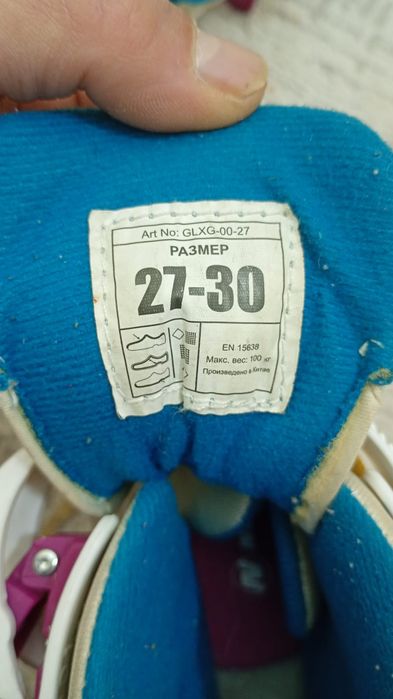 Art No: GLXG-00-27
РАЗМЕР
27-30
EN 15638
Макс. вес: 100 кг
Произведено в Китае